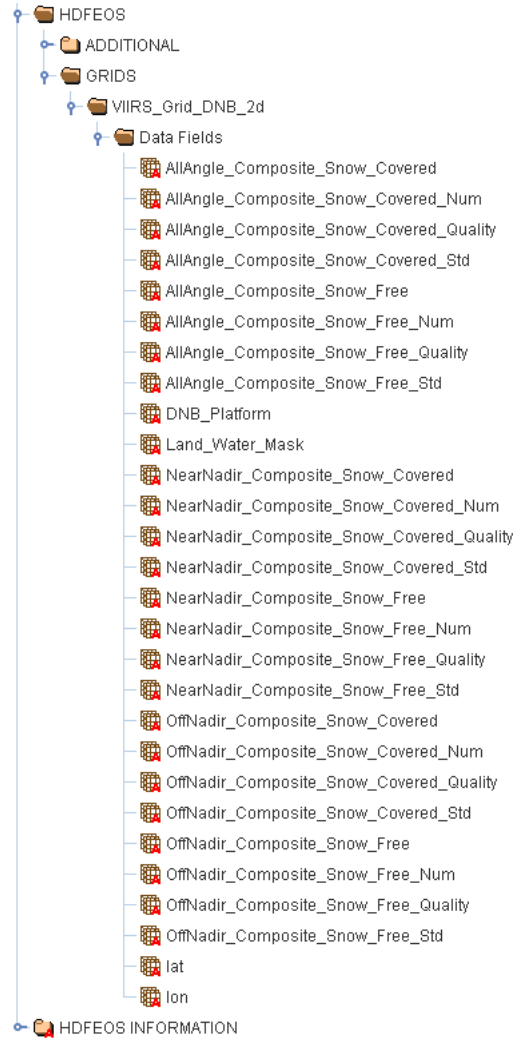 HDFEOS
ADDITIONAL
GRIDS
VIIRS_Grid_DNB_2d
Data Fields
AllAngle_Composite_Snow_Covered
AllAngle_Composite_Snow_Covered_Num
AllAngle_Composite_Snow_Covered_Quality
AllAngle_Composite_Snow_Covered_Std
AllAngle_Composite_Snow_Free
AllAngle_Composite_Snow_Free_Num
AllAngle_Composite_Snow_Free_Quality
AllAngle_Composite_Snow_Free_Std
DNB_Platform
Land_Water_Mask
NearNadir_Composite_Snow_Covered
NearNadir_Composite_Snow_Covered_Num
NearNadir_Composite_Snow_Covered_Quality
NearNadir_Composite_Snow_Covered_Std
NearNadir_Composite_Snow_Free
NearNadir_Composite_Snow_Free_Num
NearNadir_Composite_Snow_Free_Quality
NearNadir_Composite_Snow_Free_Std
OffNadir_Composite_Snow_Covered
OffNadir_Composite_Snow_Covered_Num
OffNadir_Composite_Snow_Covered_Quality
OffNadir_Composite_Snow_Covered_Std
OffNadir_Composite_Snow_Free
OffNadir_Composite_Snow_Free_Num
OffNadir_Composite_Snow_Free_Quality
OffNadir_Composite_Snow_Free_Std
lat
lon
HDFEOS INFORMATION